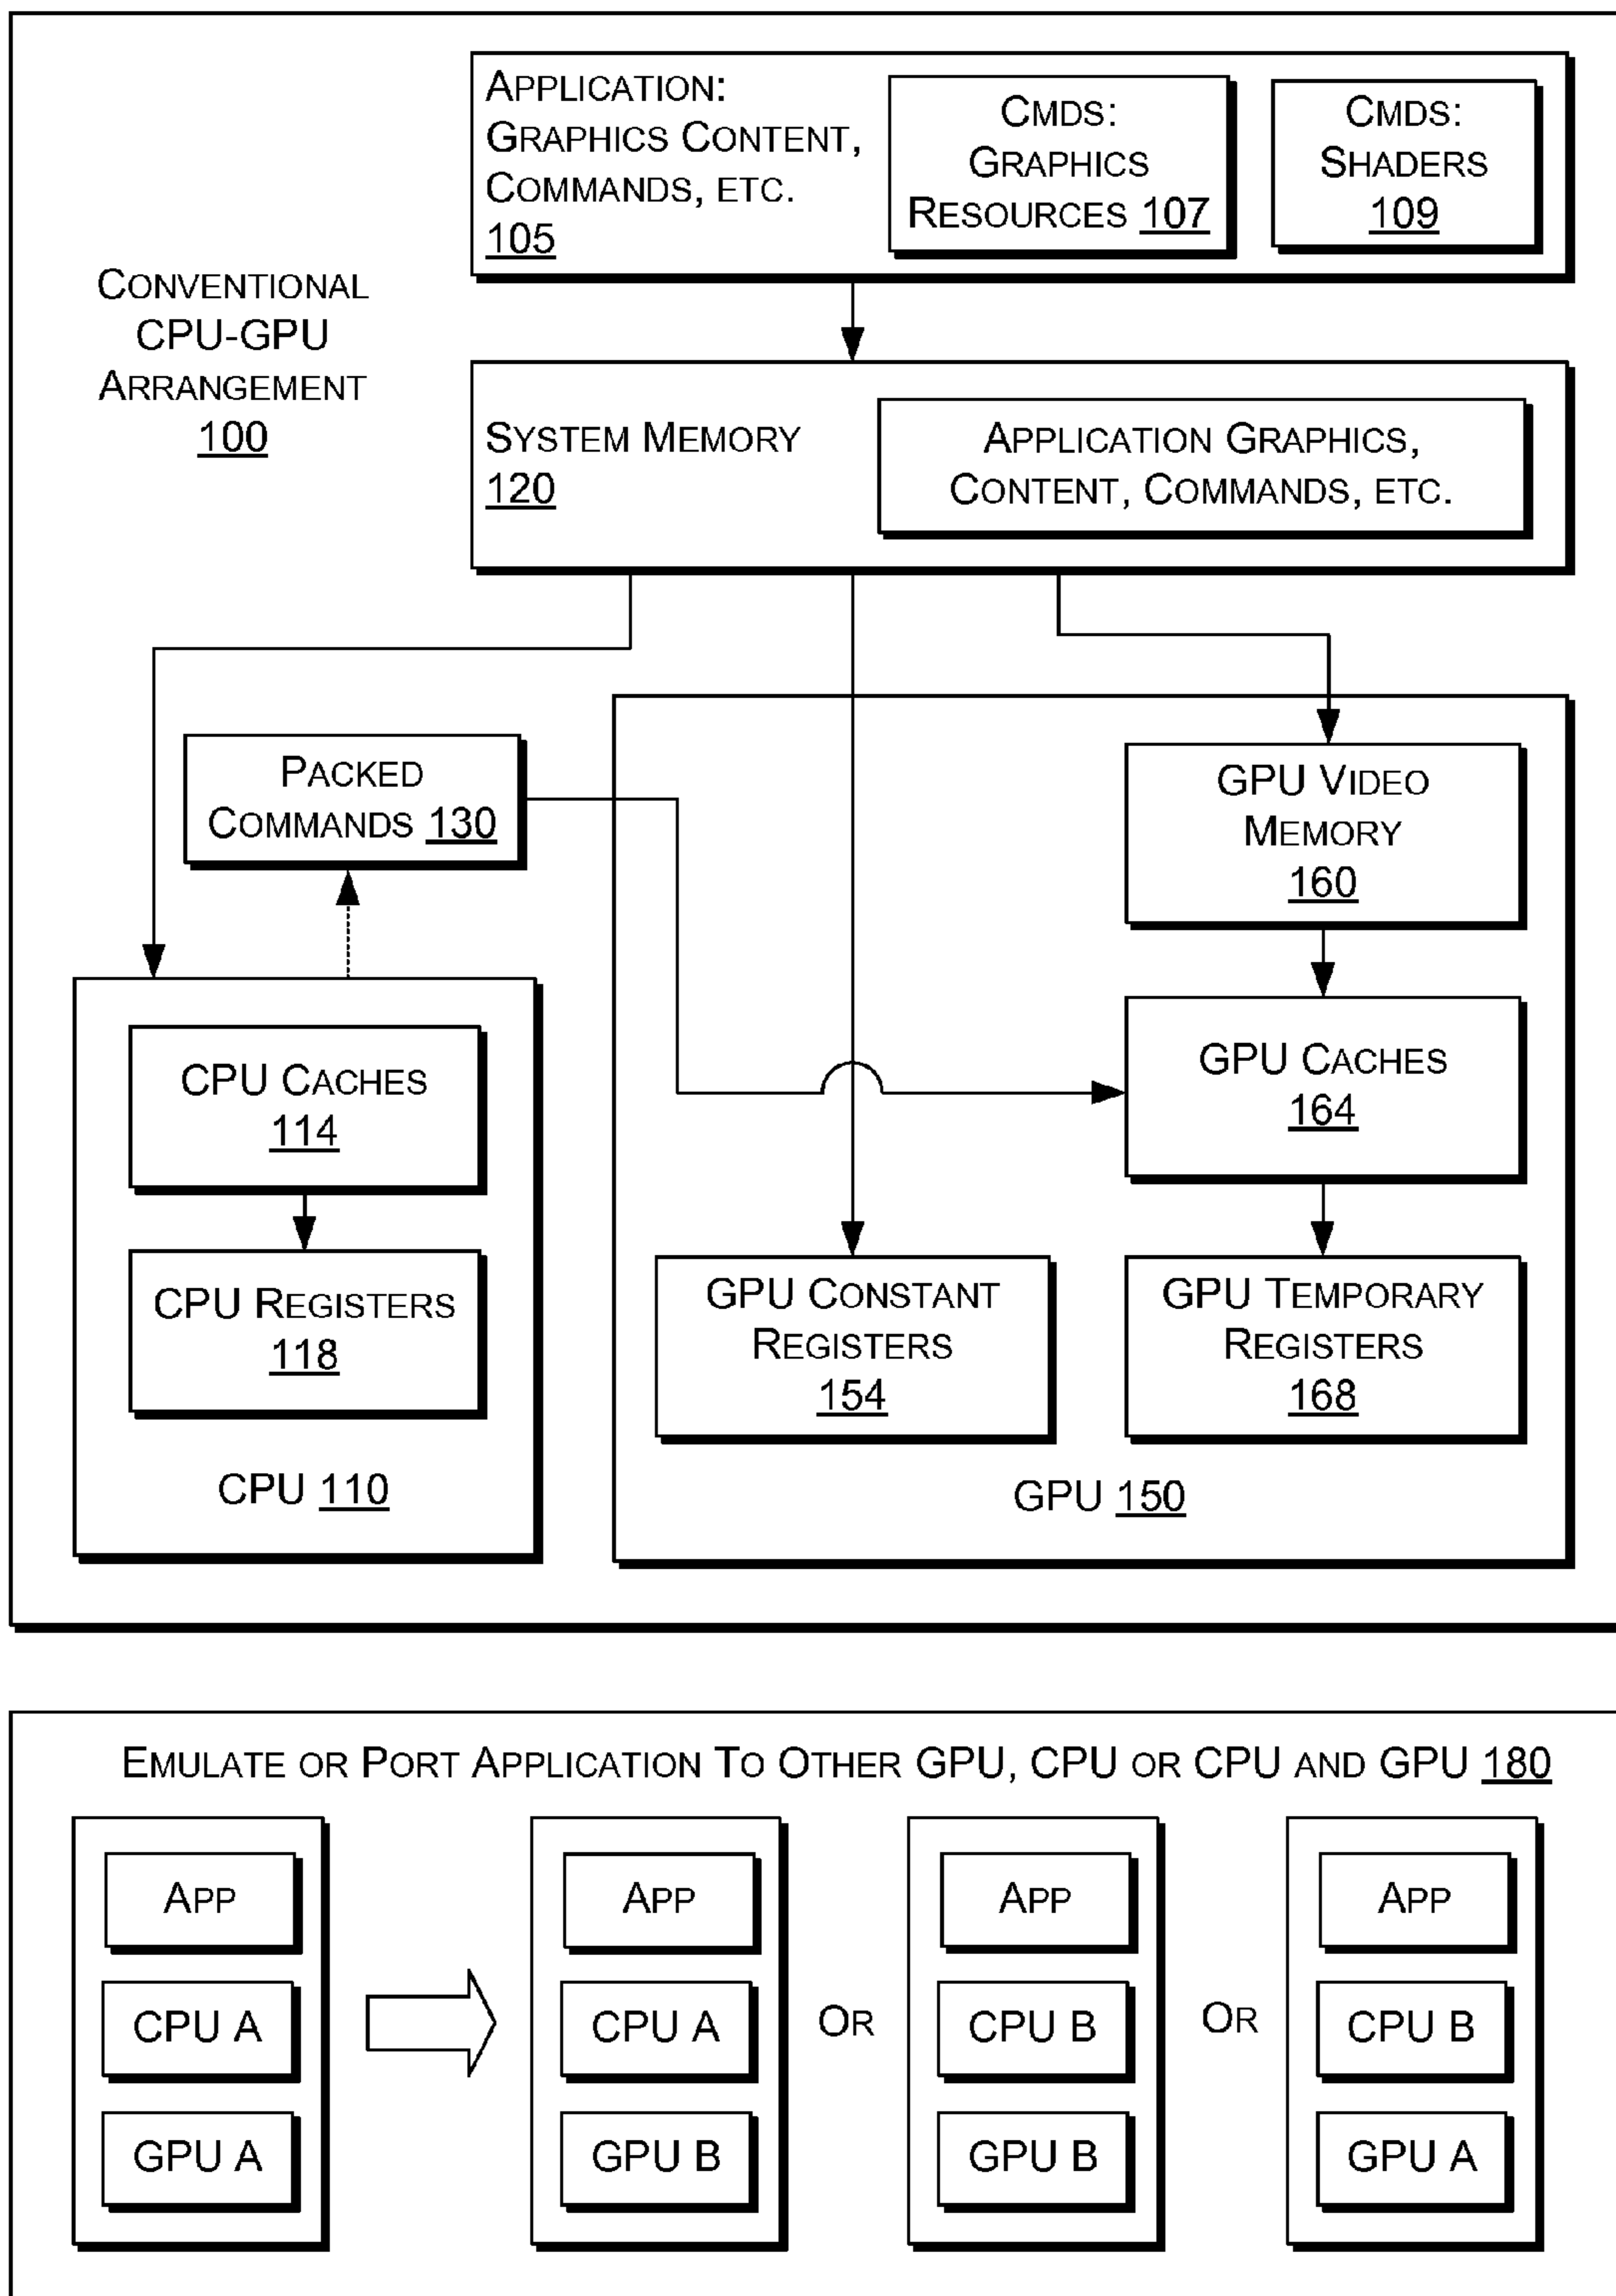 APPLICATION:
GRAPHICS CONTENT,
COMMANDS, ETC.
105
CMDS:
GRAPHICS
RESOURCES 107
CMDS:
SHADERS
109
CONVENTIONAL
CPU-GPU
ARRANGEMENT
100
SYSTEM MEMORY
120
APPLICATION GRAPHICS,
CONTENT, COMMANDS, ETC.
PACKED
COMMANDS 130
GPU VIDEO
MEMORY
160
CPU CACHES
114
GPU CACHES
164
CPU REGISTERS
118
GPU CONSTANT
REGISTERS
154
GPU TEMPORARY
REGISTERS
168
CPU 110
GPU 150
EMULATE OR PORT APPLICATION TO OTHER GPU, CPU OR CPU AND GPU 180
APP
CPU A
GPU A
APP
CPU A
GPU B
OR
APP
CPU B
GPU B
OR
APP
CPU B
GPU A